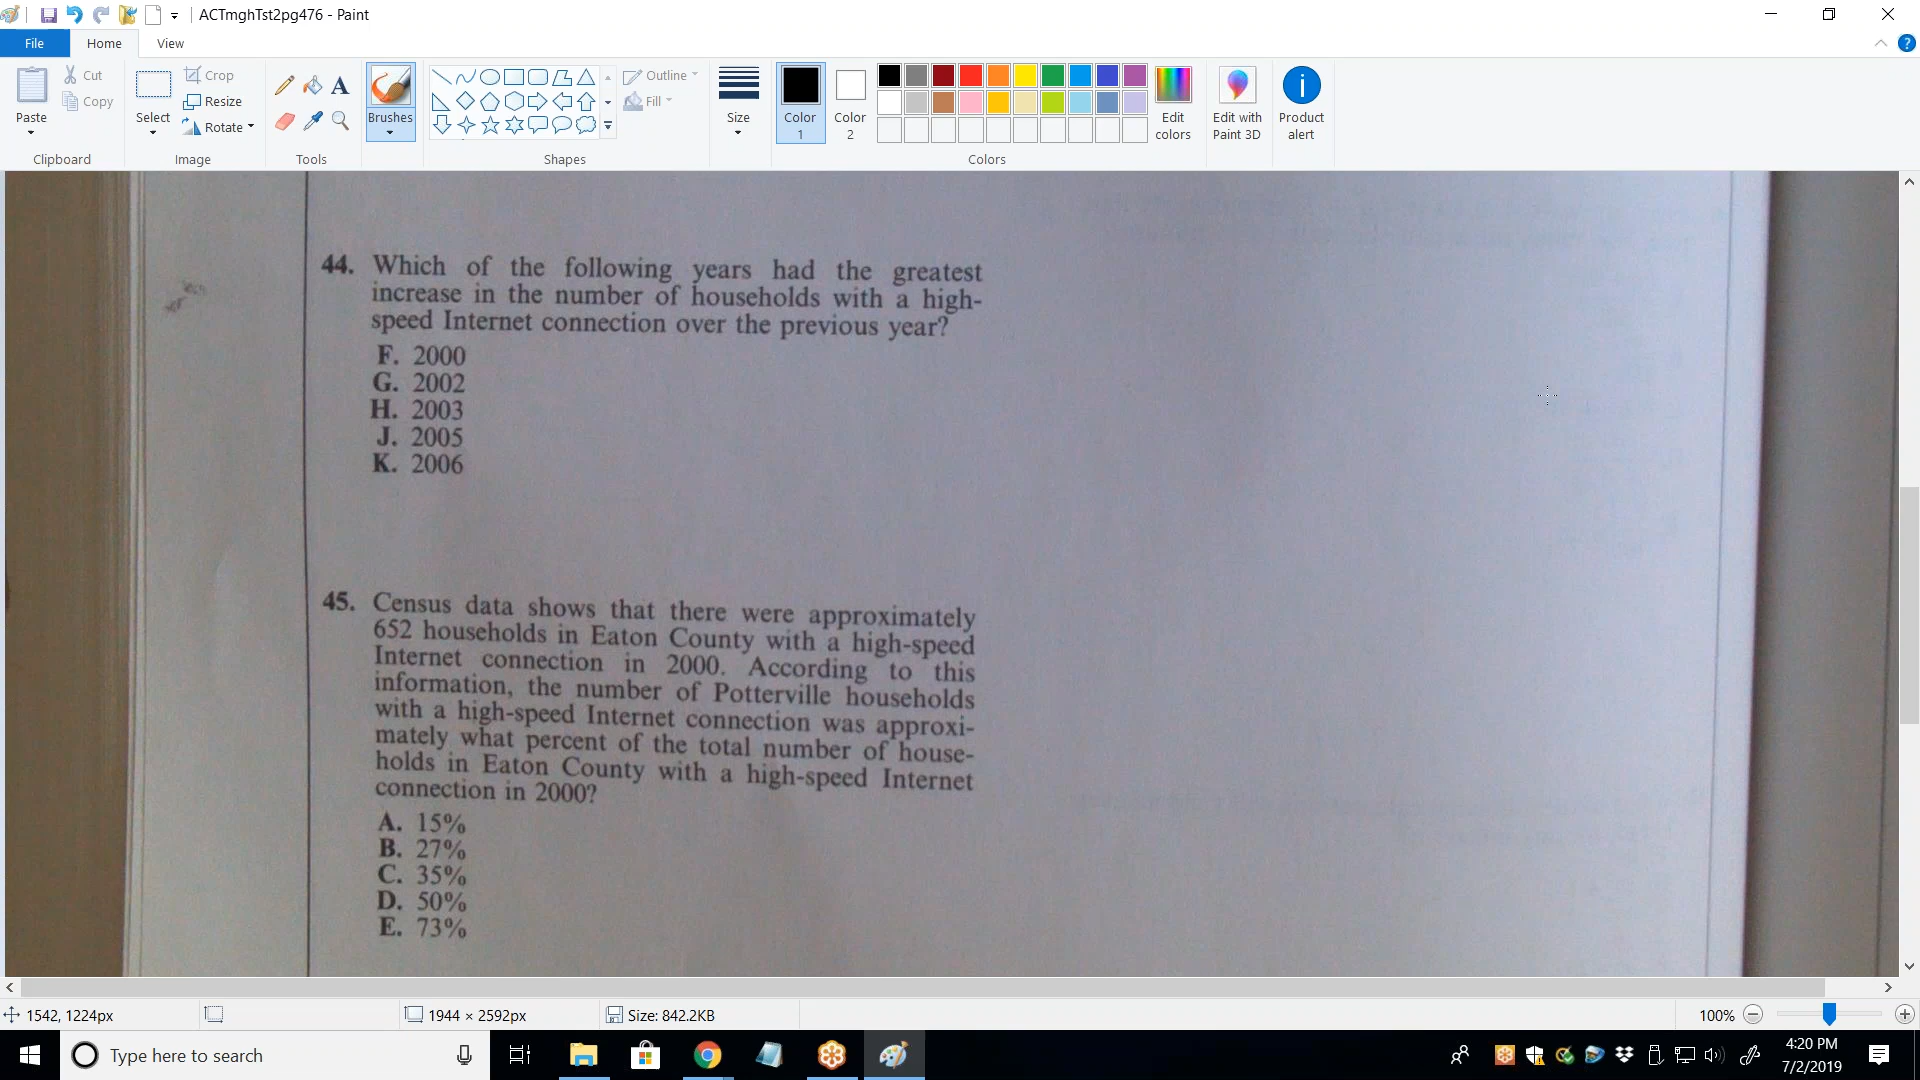 ACTmghTst2pg476 - Paint
File
Home
View
Paste
Cut
Copy
Clipboard
Select
Crop
Resize
Rotate
Image
A
Tools
Brushes
Outline
Fill
Shapes
Size
Color
1
Color
2
Edit
colors
Colors
Edit with
Paint 3D
Product
alert
44. Which of the following years had the greatest
increase in the number of households with a high-
speed Internet connection over the previous year?
F. 2000
G. 2002
H. 2003
J. 2005
K. 2006
45. Census data shows that there were approximately
652 households in Eaton County with a high-speed
Internet connection in 2000. According to this
information, the number of Potterville households
with a high-speed Internet connection was approxi-
mately what percent of the total number of house-
holds in Eaton County with a high-speed Internet
connection in 2000?
A. 15%
B. 27%
C. 35%
D. 50%
E. 73%
1542, 1224px
1944 × 2592px
Size: 842.2KB
100%
Type here to search
4:20 PM
7/2/2019